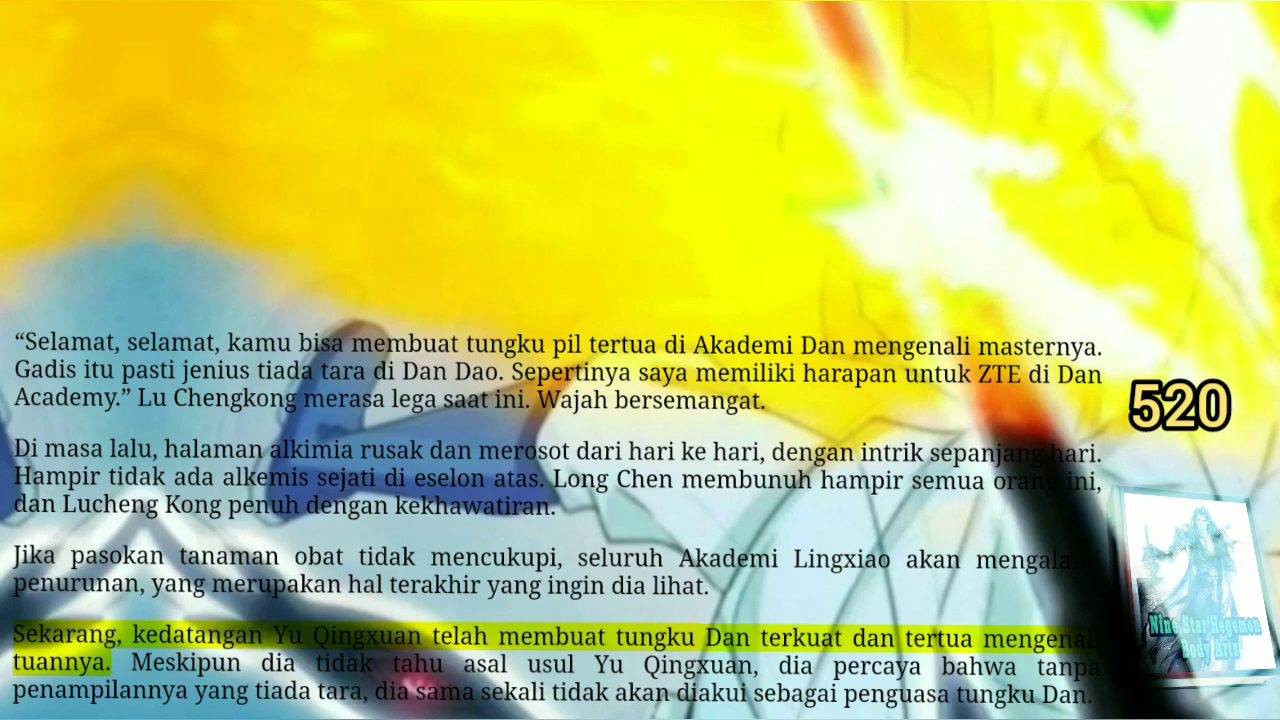 “Selamat, selamat, kamu bisa membuat tungku pil tertua di Akademi Dan mengenali masternya.
Gadis itu pasti jenius tiada tara di Dan Dao. Sepertinya saya memiliki harapan untuk ZTE di Dan
Academy.” Lu Chengkong merasa lega saat ini. Wajah bersemangat.
520
Di masa lalu, halaman alkimia rusak dan merosot dari hari ke hari, dengan intrik sepanjang hari.
Hampir tidak ada alkemis sejati di eselon atas. Long Chen membunuh hampir semua orang ini,
dan Lucheng Kong penuh dengan kekhawatiran.
Jika pasokan tanaman obat tidak mencukupi, seluruh Akademi Lingxiao akan mengalami
penurunan, yang merupakan hal terakhir yang ingin dia lihat.
Sekarang, kedatangan Yu Qingxuan telah membuat tungku Dan terkuat dan tertua mengenali
tuannya. Meskipun dia tidak tahu asal usul Yu Qingxuan, dia percaya bahwa tanpa
penampilannya yang tiada tara, dia sama sekali tidak akan diakui sebagai penguasa tungku Dan.
Nine Star Hegemon
Body Arts